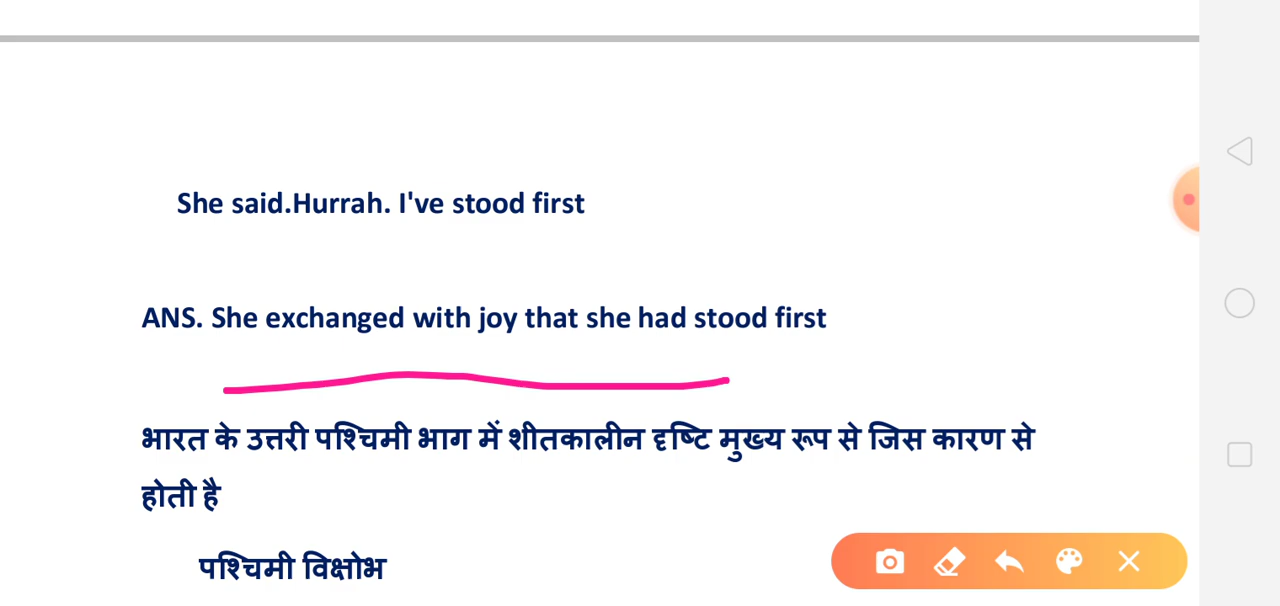 She said.Hurrah. I've stood first
ANS. She exchanged with joy that she had stood first
भारत के उत्तरी पश्चिमी भाग में शीतकालीन दृष्टि मुख्य रूप से जिस कारण से
होती है
पश्चिमी विक्षोभ